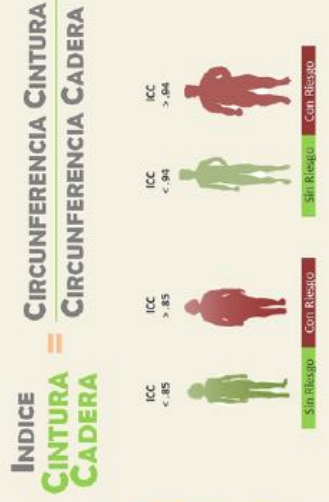 INDICE
CINTURA
CADERA
=
CIRCUNFERENCIA CINTURA
CIRCUNFERENCIA CADERA
ICC
< .85
ICC
> .85
ICC
< .94
ICC
> .94
Sin Riesgo
Con Riesgo
Sin Riesgo
Con Riesgo